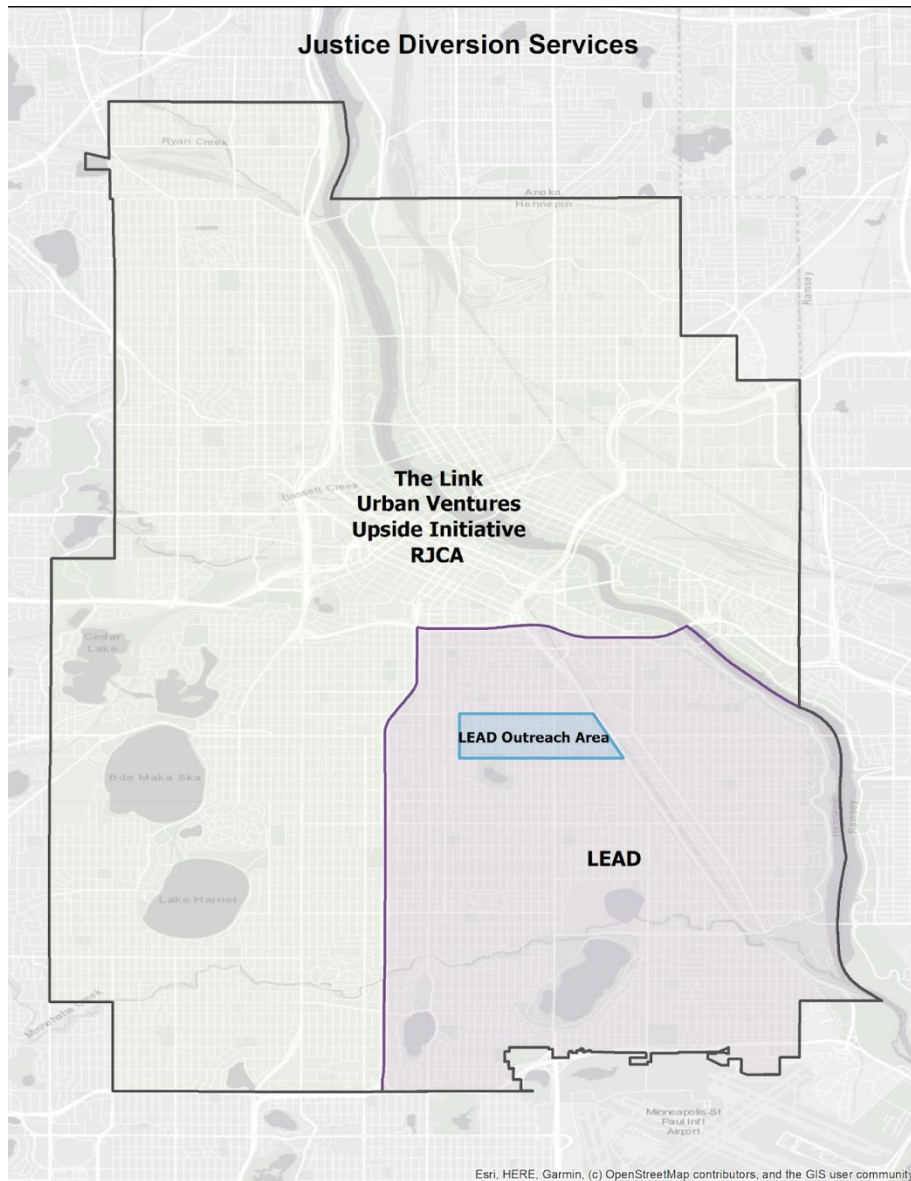 Justice Diversion Services
Ryan Creek
Anoka
Hennepin
Ramsey
The Link
Urban Ventures
Upside Initiative
RJCA
Bassett Creek
Cedar
Lake
LEAD Outreach Area
Bde Maka Ska
Hennepin
Ramsey
LEAD
Lake Harriet
Minnehaha Creek
Minneapolis-St
Paul Int'l
Airport
Esri, HERE, Garmin, (c) OpenStreetMap contributors, and the GIS user community